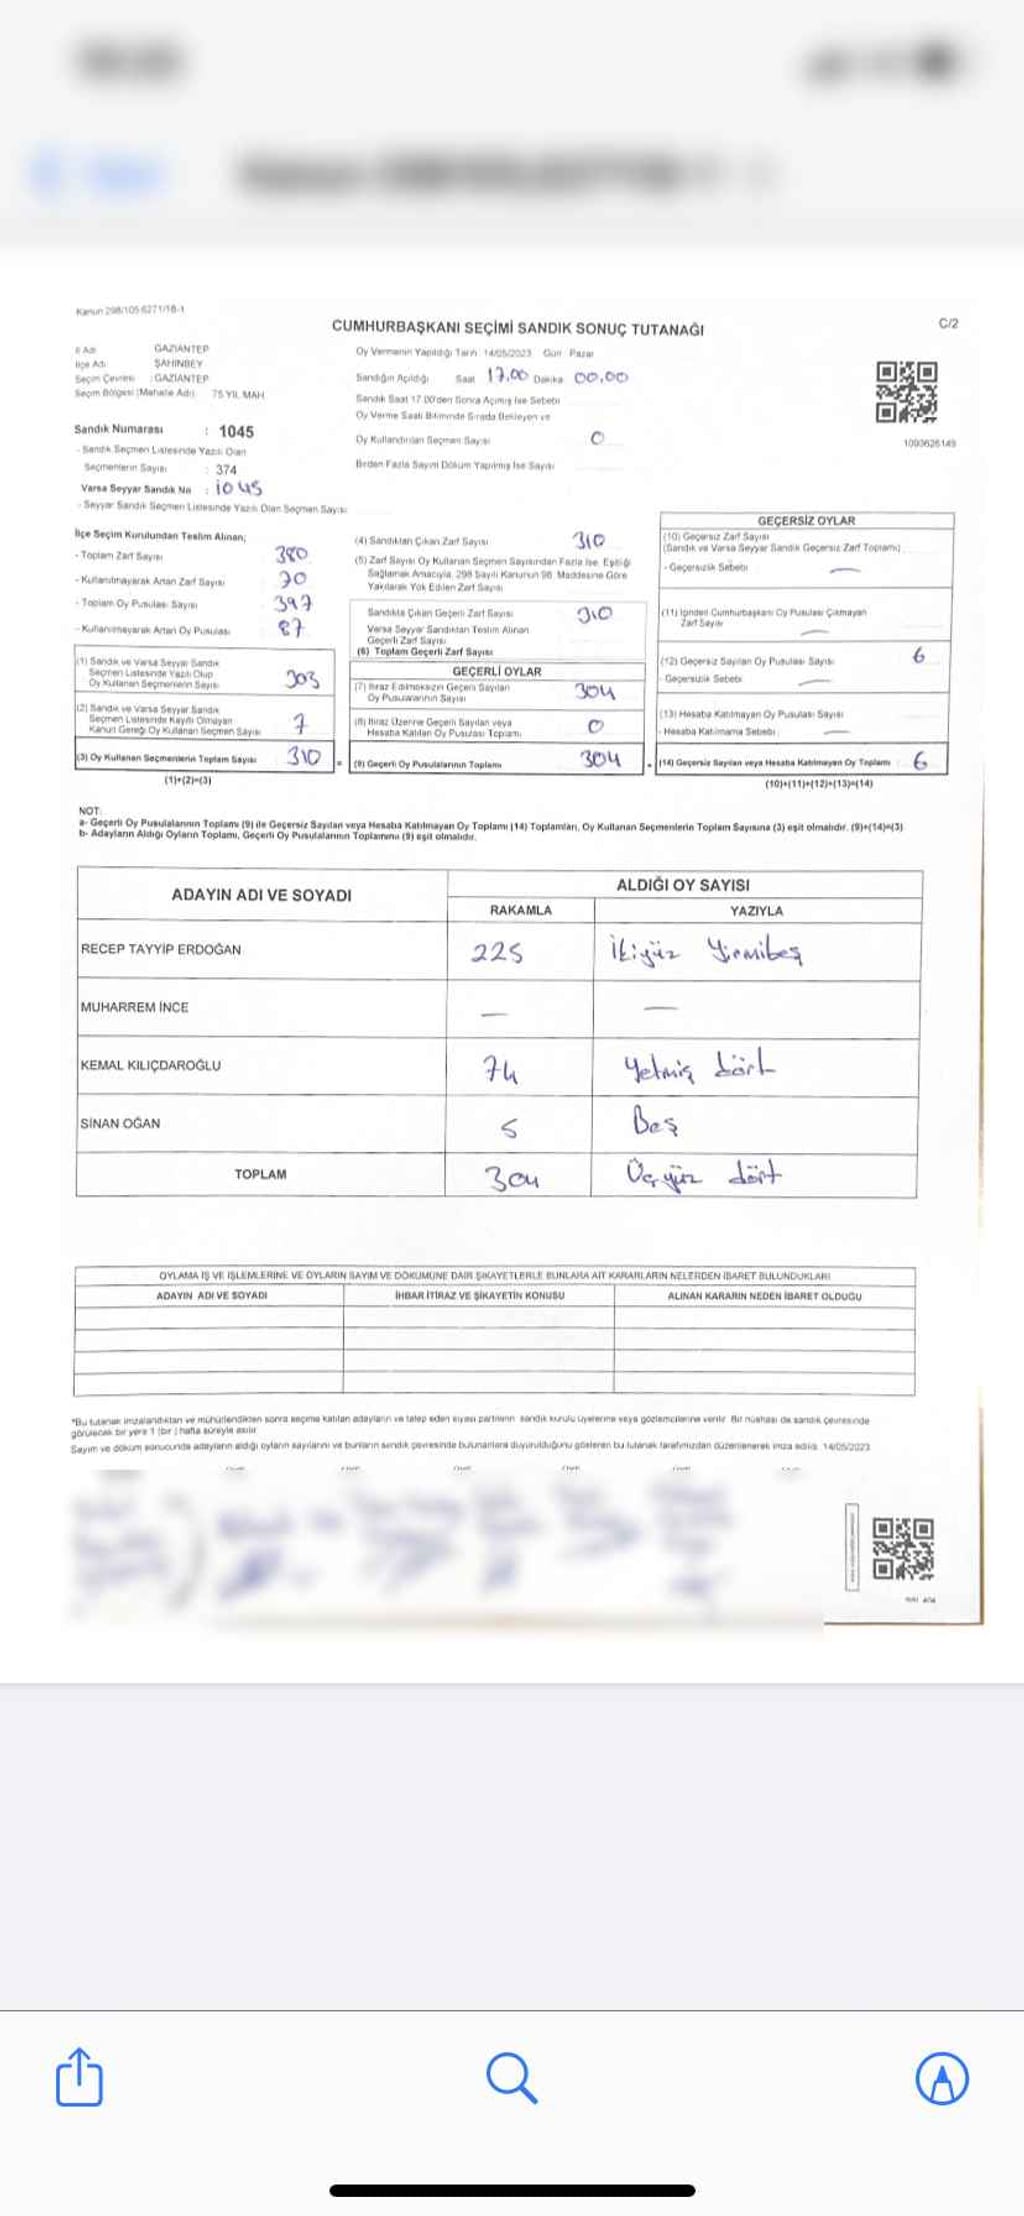 Kanun 298/105 6271/16-1
C/2
CUMHURBAŞKANI SEÇİMİ SANDIK SONUÇ TUTANAĞI
İl Adı GAZİANTEP
İlçe Adı ŞAHİNBEY
Seçim Çevresi : GAZİANTEP
Seçim Bölgesi (Mahalle Adı) 75 YIL MAH
Sandık Numarası : 1045
- Sandık Seçmen Listesinde Yazılı Olan
Seçmenlerin Sayısı : 374
Varsa Seyyar Sandık No : 1045
- Seyyar Sandık Seçmen Listesinde Yazılı Olan Seçmen Sayısı
Oy Vermenin Yapıldığı Tarih 14/05/2023 Gün Pazar
Sandığın Açıldığı Saat 17.00 Dakika 00.00
Sandık Saat 17 00'den Sonra Açılmış İse Sebebi
Oy Verme Saati Bitiminde Sırada Bekleyen ve
Oy Kullandırılan Seçmen Sayısı 0
Birden Fazla Sayım Döküm Yapılmış İse Sayısı
1003626149
İlçe Seçim Kurulundan Teslim Alınan;
- Toplam Zarf Sayısı 380
- Kullanılmayarak Artan Zarf Sayısı 70
- Toplam Oy Pusulası Sayısı 397
- Kullanılmayarak Artan Oy Pusulası 87
(1) Sandık ve Varsa Seyyar Sandık
Seçmen Listesinde Yazılı Olup
Oy Kullanan Seçmenlerin Sayısı 303
(2) Sandık ve Varsa Seyyar Sandık
Seçmen Listesinde Kayıtlı Olmayan
Kanun Gereği Oy Kullanan Seçmen Sayısı 7
(3) Oy Kullanan Seçmenlerin Toplam Sayısı 310
(1)+(2)=(3)
(4) Sandıktan Çıkan Zarf Sayısı 310
(5) Zarf Sayısı Oy Kullanan Seçmen Sayısından Fazla İse, Eşitliği
Sağlamak Amacıyla, 298 Sayılı Kanunun 98. Maddesine Göre
Yakılarak Yok Edilen Zarf Sayısı
Sandıkta Çıkan Geçerli Zarf Sayısı 310
Varsa Seyyar Sandıktan Teslim Alınan
Geçerli Zarf Sayısı
(6) Toplam Geçerli Zarf Sayısı
GEÇERLİ OYLAR
(7) İtiraz Edilmeksizin Geçerli Sayılan
Oy Pusulalarının Sayısı 304
(8) İtiraz Üzerine Geçerli Sayılan veya
Hesaba Katılan Oy Pusulası Toplamı 0
(9) Geçerli Oy Pusulalarının Toplamı 304
GEÇERSİZ OYLAR
(10) Geçersiz Zarf Sayısı
(Sandık ve Varsa Seyyar Sandık Geçersiz Zarf Toplamı)
- Geçersizlik Sebebi —
(11) İçinden Cumhurbaşkanı Oy Pusulası Çıkmayan
Zarf Sayısı —
(12) Geçersiz Sayılan Oy Pusulası Sayısı 6
- Geçersizlik Sebebi —
(13) Hesaba Katılmayan Oy Pusulası Sayısı
- Hesaba Katılmama Sebebi —
(14) Geçersiz Sayılan veya Hesaba Katılmayan Oy Toplamı 6
(10)+(11)+(12)+(13)=(14)
NOT:
a- Geçerli Oy Pusulalarının Toplamı (9) ile Geçersiz Sayılan veya Hesaba Katılmayan Oy Toplamı (14) Toplamları, Oy Kullanan Seçmenlerin Toplam Sayısına (3) eşit olmalıdır. (9)+(14)=(3)
b- Adayların Aldığı Oyların Toplamı, Geçerli Oy Pusulalarının Toplamına (9) eşit olmalıdır.
ADAYIN ADI VE SOYADI
ALDIĞI OY SAYISI
RAKAMLA YAZIYLA
RECEP TAYYİP ERDOĞAN 225 İkiyüz Yirmibeş
MUHARREM İNCE — —
KEMAL KILIÇDAROĞLU 74 Yetmiş dört
SİNAN OĞAN 5 Beş
TOPLAM 304 Üçyüz dört
OYLAMA İŞ VE İŞLEMLERİNE VE OYLARIN SAYIM VE DÖKÜMÜNE DAİR ŞİKAYETLERLE BUNLARA AİT KARARLARIN NELERDEN İBARET BULUNDUKLARI
ADAYIN ADI VE SOYADI İHBAR İTİRAZ VE ŞİKAYETİN KONUSU ALINAN KARARIN NEDEN İBARET OLDUĞU
*Bu tutanak imzalandıktan ve mühürlendikten sonra seçime katılan adayların ve talep eden siyasi partilerin sandık kurulu üyelerine veya gözlemcilerine verilir. Bir nüshası da sandık çevresinde
görülecek bir yere 1 (bir) hafta süreyle asılır.
Sayım ve döküm sonucunda adayların aldığı oyların sayılarını ve bunların sandık çevresinde bulunanlara duyurulduğunu gösteren bu tutanak tarafımızdan düzenlenerek imza edildi. 14/05/2023